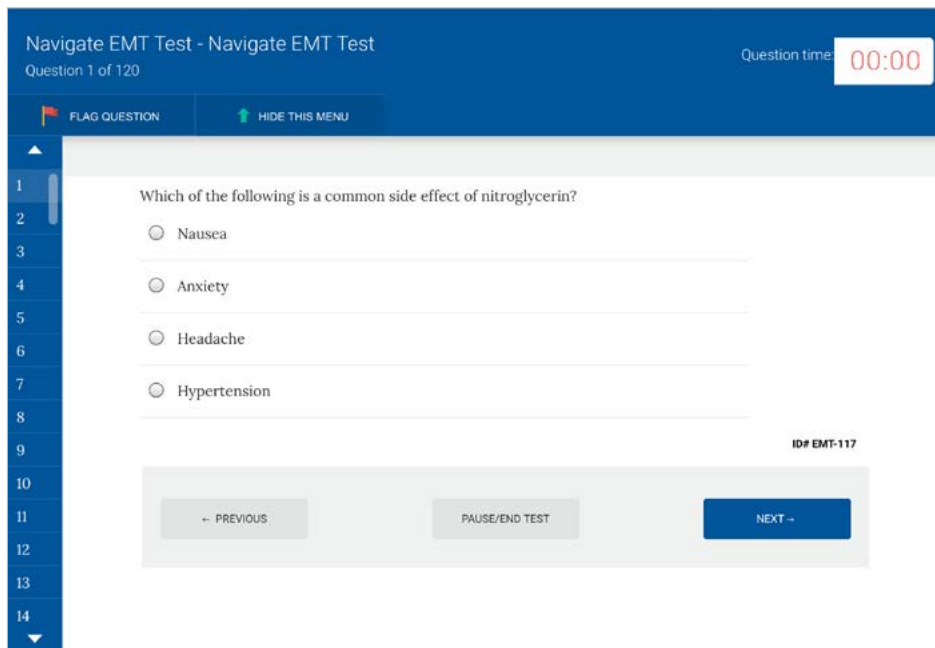 Navigate EMT Test - Navigate EMT Test
Question 1 of 120
Question time:
00:00
FLAG QUESTION
HIDE THIS MENU
1
2
3
4
5
6
7
8
9
10
11
12
13
14
Which of the following is a common side effect of nitroglycerin?
Nausea
Anxiety
Headache
Hypertension
ID# EMT-117
← PREVIOUS
PAUSE/END TEST
NEXT→